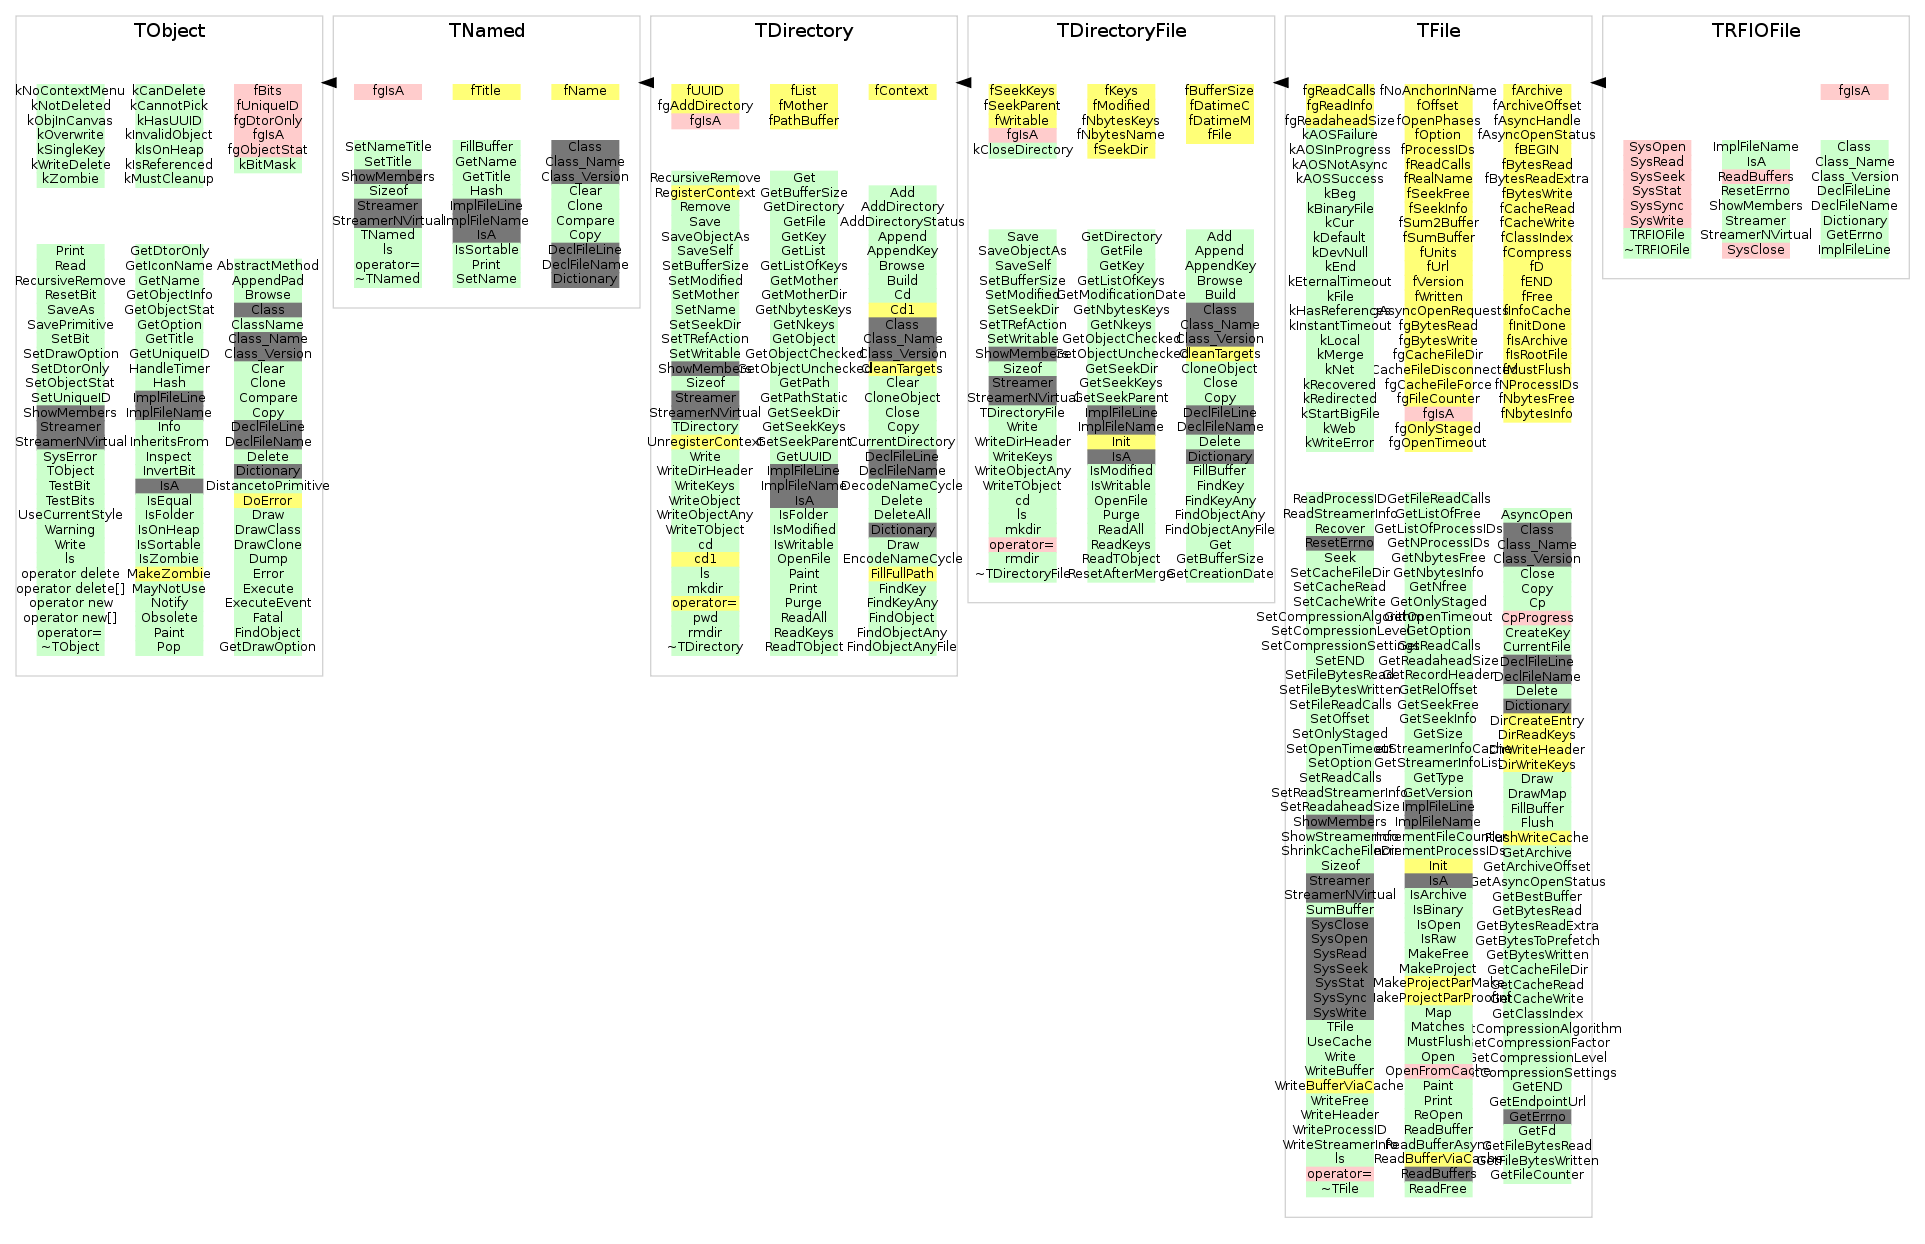 TObject
kNoContextMenu
kNotDeleted
kObjInCanvas
kOverwrite
kSingleKey
kWriteDelete
kZombie
kCanDelete
kCannotPick
kHasUUID
kInvalidObject
kIsOnHeap
kIsReferenced
kMustCleanup
fBits
fUniqueID
fgDtorOnly
fgIsA
fgObjectStat
kBitMask
Print
Read
RecursiveRemove
ResetBit
SaveAs
SavePrimitive
SetBit
SetDrawOption
SetDtorOnly
SetObjectStat
SetUniqueID
ShowMembers
Streamer
StreamerNVirtual
SysError
TObject
TestBit
TestBits
UseCurrentStyle
Warning
Write
ls
operator delete
operator delete[]
operator new
operator new[]
operator=
~TObject
GetDtorOnly
GetIconName
GetName
GetObjectInfo
GetObjectStat
GetOption
GetTitle
GetUniqueID
HandleTimer
Hash
ImplFileLine
ImplFileName
Info
InheritsFrom
Inspect
InvertBit
IsA
IsEqual
IsFolder
IsOnHeap
IsSortable
IsZombie
MakeZombie
MayNotUse
Notify
Obsolete
Paint
Pop
AbstractMethod
AppendPad
Browse
Class
ClassName
Class_Name
Class_Version
Clear
Clone
Compare
Copy
DeclFileLine
DeclFileName
Delete
Dictionary
DistancetoPrimitive
DoError
Draw
DrawClass
DrawClone
Dump
Error
Execute
ExecuteEvent
Fatal
FindObject
GetDrawOption
TNamed
fgIsA
fTitle
fName
SetNameTitle
SetTitle
ShowMembers
Sizeof
Streamer
StreamerNVirtual
TNamed
ls
operator=
~TNamed
FillBuffer
GetName
GetTitle
Hash
ImplFileLine
ImplFileName
IsA
IsSortable
Print
SetName
Class
Class_Name
Class_Version
Clear
Clone
Compare
Copy
DeclFileLine
DeclFileName
Dictionary
TDirectory
fUUID
fgAddDirectory
fgIsA
fList
fMother
fPathBuffer
fContext
RecursiveRemove
RegisterContext
Remove
Save
SaveObjectAs
SaveSelf
SetBufferSize
SetModified
SetMother
SetName
SetSeekDir
SetTRefAction
SetWritable
ShowMembers
Sizeof
Streamer
StreamerNVirtual
TDirectory
UnregisterContext
Write
WriteDirHeader
WriteKeys
WriteObject
WriteObjectAny
WriteTObject
cd
cd1
ls
mkdir
operator=
pwd
rmdir
~TDirectory
Get
GetBufferSize
GetDirectory
GetFile
GetKey
GetList
GetListOfKeys
GetMother
GetMotherDir
GetNbytesKeys
GetNkeys
GetObject
GetObjectChecked
GetObjectUnchecked
GetPath
GetPathStatic
GetSeekDir
GetSeekKeys
GetSeekParent
GetUUID
ImplFileLine
ImplFileName
IsA
IsFolder
IsModified
IsWritable
OpenFile
Paint
Print
Purge
ReadAll
ReadKeys
ReadTObject
Add
AddDirectory
AddDirectoryStatus
Append
AppendKey
Browse
Build
Cd
Cd1
Class
Class_Name
Class_Version
CleanTargets
Clear
CloneObject
Close
Copy
CurrentDirectory
DeclFileLine
DeclFileName
DecodeNameCycle
Delete
DeleteAll
Dictionary
Draw
EncodeNameCycle
FillFullPath
FindKey
FindKeyAny
FindObject
FindObjectAny
FindObjectAnyFile
TDirectoryFile
fSeekKeys
fSeekParent
fWritable
fgIsA
kCloseDirectory
fKeys
fModified
fNbytesKeys
fNbytesName
fSeekDir
fBufferSize
fDatimeC
fDatimeM
fFile
Save
SaveObjectAs
SaveSelf
SetBufferSize
SetModified
SetSeekDir
SetTRefAction
SetWritable
ShowMembers
Sizeof
Streamer
StreamerNVirtual
TDirectoryFile
Write
WriteDirHeader
WriteKeys
WriteObjectAny
WriteTObject
cd
ls
mkdir
operator=
rmdir
~TDirectoryFile
GetDirectory
GetFile
GetKey
GetListOfKeys
GetModificationDate
GetNbytesKeys
GetNkeys
GetObjectChecked
GetObjectUnchecked
GetSeekDir
GetSeekKeys
GetSeekParent
ImplFileLine
ImplFileName
Init
IsA
IsModified
IsWritable
OpenFile
Purge
ReadAll
ReadKeys
ReadTObject
ResetAfterMerge
Add
Append
AppendKey
Browse
Build
Class
Class_Name
Class_Version
CleanTargets
CloneObject
Close
Copy
DeclFileLine
DeclFileName
Delete
Dictionary
FillBuffer
FindKey
FindKeyAny
FindObjectAny
FindObjectAnyFile
Get
GetBufferSize
GetCreationDate
TFile
fgReadCalls
fgReadInfo
fgReadaheadSize
kAOSFailure
kAOSInProgress
kAOSNotAsync
kAOSSuccess
kBeg
kBinaryFile
kCur
kDefault
kDevNull
kEnd
kEternalTimeout
kFile
kHasReferences
kInstantTimeout
kLocal
kMerge
kNet
kRecovered
kRedirected
kStartBigFile
kWeb
kWriteError
fNoAnchorInName
fOffset
fOpenPhases
fOption
fProcessIDs
fReadCalls
fRealName
fSeekFree
fSeekInfo
fSum2Buffer
fSumBuffer
fUnits
fUrl
fVersion
fWritten
gAsyncOpenRequests
fgBytesRead
fgBytesWrite
fgCacheFileDir
CacheFileDisconnected
fgCacheFileForce
fgFileCounter
fgIsA
fgOnlyStaged
fgOpenTimeout
fArchive
fArchiveOffset
fAsyncHandle
fAsyncOpenStatus
fBEGIN
fBytesRead
fBytesReadExtra
fBytesWrite
fCacheRead
fCacheWrite
fClassIndex
fCompress
fD
fEND
fFree
fInfoCache
fInitDone
fIsArchive
fIsRootFile
fMustFlush
fNProcessIDs
fNbytesFree
fNbytesInfo
ReadProcessID
ReadStreamerInfo
Recover
ResetErrno
Seek
SetCacheFileDir
SetCacheRead
SetCacheWrite
SetCompressionAlgorithm
SetCompressionLevel
SetCompressionSettings
SetEND
SetFileBytesRead
SetFileBytesWritten
SetFileReadCalls
SetOffset
SetOnlyStaged
SetOpenTimeout
SetOption
SetReadCalls
SetReadStreamerInfo
SetReadaheadSize
ShowMembers
ShowStreamerInfo
ShrinkCacheFileDir
Sizeof
Streamer
StreamerNVirtual
SumBuffer
SysClose
SysOpen
SysRead
SysSeek
SysStat
SysSync
SysWrite
TFile
UseCache
Write
WriteBuffer
WriteBufferViaCache
WriteFree
WriteHeader
WriteProcessID
WriteStreamerInfo
ls
operator=
~TFile
GetFileReadCalls
GetListOfFree
GetListOfProcessIDs
GetNProcessIDs
GetNbytesFree
GetNbytesInfo
GetNfree
GetOnlyStaged
GetOpenTimeout
GetOption
GetReadCalls
GetReadaheadSize
GetRecordHeader
GetRelOffset
GetSeekFree
GetSeekInfo
GetSize
etStreamerInfoCache
GetStreamerInfoList
GetType
GetVersion
ImplFileLine
ImplFileName
IncrementFileCounter
IncrementProcessIDs
Init
IsA
IsArchive
IsBinary
IsOpen
IsRaw
MakeFree
MakeProject
MakeProjectParMake
MakeProjectParProofInf
Map
Matches
MustFlush
Open
OpenFromCache
Paint
Print
ReOpen
ReadBuffer
ReadBufferAsync
ReadBufferViaCache
ReadBuffers
ReadFree
AsyncOpen
Class
Class_Name
Class_Version
Close
Copy
Cp
CpProgress
CreateKey
CurrentFile
DeclFileLine
DeclFileName
Delete
Dictionary
DirCreateEntry
DirReadKeys
DirWriteHeader
DirWriteKeys
Draw
DrawMap
FillBuffer
Flush
FlushWriteCache
GetArchive
GetArchiveOffset
GetAsyncOpenStatus
GetBestBuffer
GetBytesRead
GetBytesReadExtra
GetBytesToPrefetch
GetBytesWritten
GetCacheFileDir
GetCacheRead
GetCacheWrite
GetClassIndex
tCompressionAlgorithm
GetCompressionFactor
GetCompressionLevel
tCompressionSettings
GetEND
GetEndpointUrl
GetErrno
GetFd
GetFileBytesRead
GetFileBytesWritten
GetFileCounter
TRFIOFile
fgIsA
SysOpen
SysRead
SysSeek
SysStat
SysSync
SysWrite
TRFIOFile
~TRFIOFile
ImplFileName
IsA
ReadBuffers
ResetErrno
ShowMembers
Streamer
StreamerNVirtual
SysClose
Class
Class_Name
Class_Version
DeclFileLine
DeclFileName
Dictionary
GetErrno
ImplFileLine